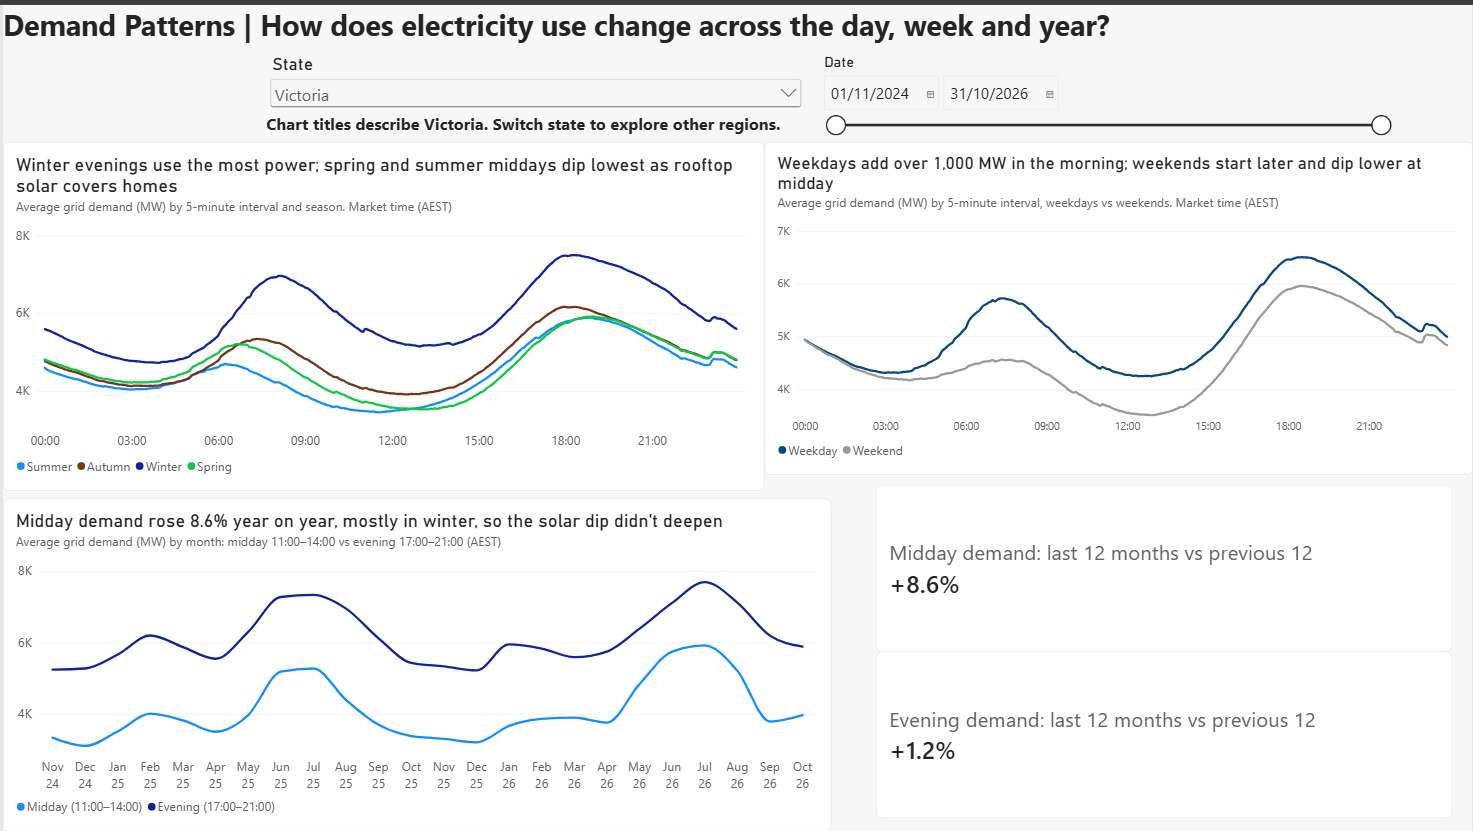 Demand Patterns | How does electricity use change across the day, week and year?
State
Victoria
Chart titles describe Victoria. Switch state to explore other regions.
Date
01/11/2024
31/10/2026
Winter evenings use the most power; spring and summer middays dip lowest as rooftop
solar covers homes
Average grid demand (MW) by 5-minute interval and season. Market time (AEST)
8K
6K
4K
00:00 03:00 06:00 09:00 12:00 15:00 18:00 21:00
Summer Autumn Winter Spring
Weekdays add over 1,000 MW in the morning; weekends start later and dip lower at
midday
Average grid demand (MW) by 5-minute interval, weekdays vs weekends. Market time (AEST)
7K
6K
5K
4K
00:00 03:00 06:00 09:00 12:00 15:00 18:00 21:00
Weekday Weekend
Midday demand rose 8.6% year on year, mostly in winter, so the solar dip didn't deepen
Average grid demand (MW) by month: midday 11:00–14:00 vs evening 17:00–21:00 (AEST)
8K
6K
4K
Nov Dec Jan Feb Mar Apr May Jun Jul Aug Sep Oct Nov Dec Jan Feb Mar Apr May Jun Jul Aug Sep Oct
24 24 25 25 25 25 25 25 25 25 25 25 25 25 26 26 26 26 26 26 26 26 26 26
Midday (11:00–14:00) Evening (17:00–21:00)
Midday demand: last 12 months vs previous 12
+8.6%
Evening demand: last 12 months vs previous 12
+1.2%